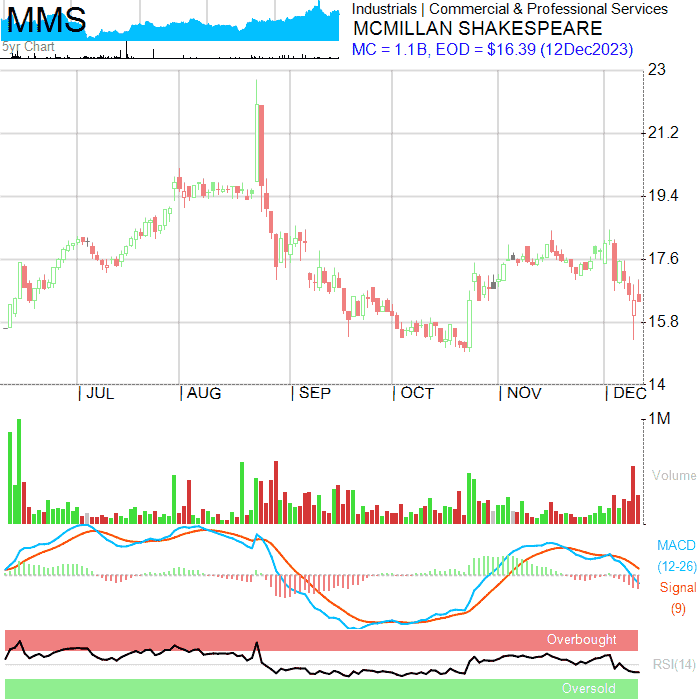 MMS
Industrials | Commercial & Professional Services
MCMILLAN SHAKESPEARE
5yr Chart
MC = 1.1B, EOD = $16.39 (12Dec2023)
23
21.2
19.4
17.6
15.8
14
JUL AUG SEP OCT NOV DEC
1M
Volume
MACD
(12-26)
Signal
(9)
Overbought
RSI(14)
Oversold